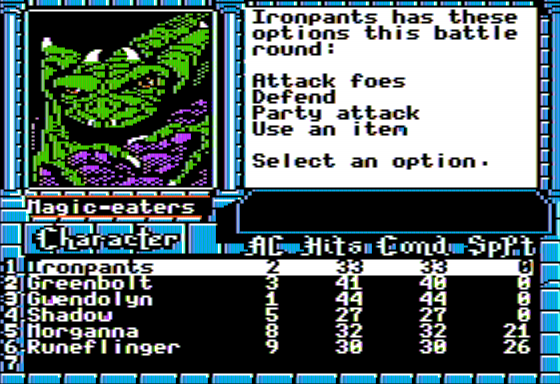 Ironpants has these
options this battle
round:
Attack foes
Defend
Party attack
Use an item
Select an option.
Magic-eaters
Character AC Hits Cond SpPt
1 Ironpants 2 33 33 0
2 Greenbolt 3 41 40 0
3 Gwendolyn 1 44 44 0
4 Shadow 5 27 27 0
5 Morganna 8 32 32 21
6 Runeflinger 9 30 30 26
7